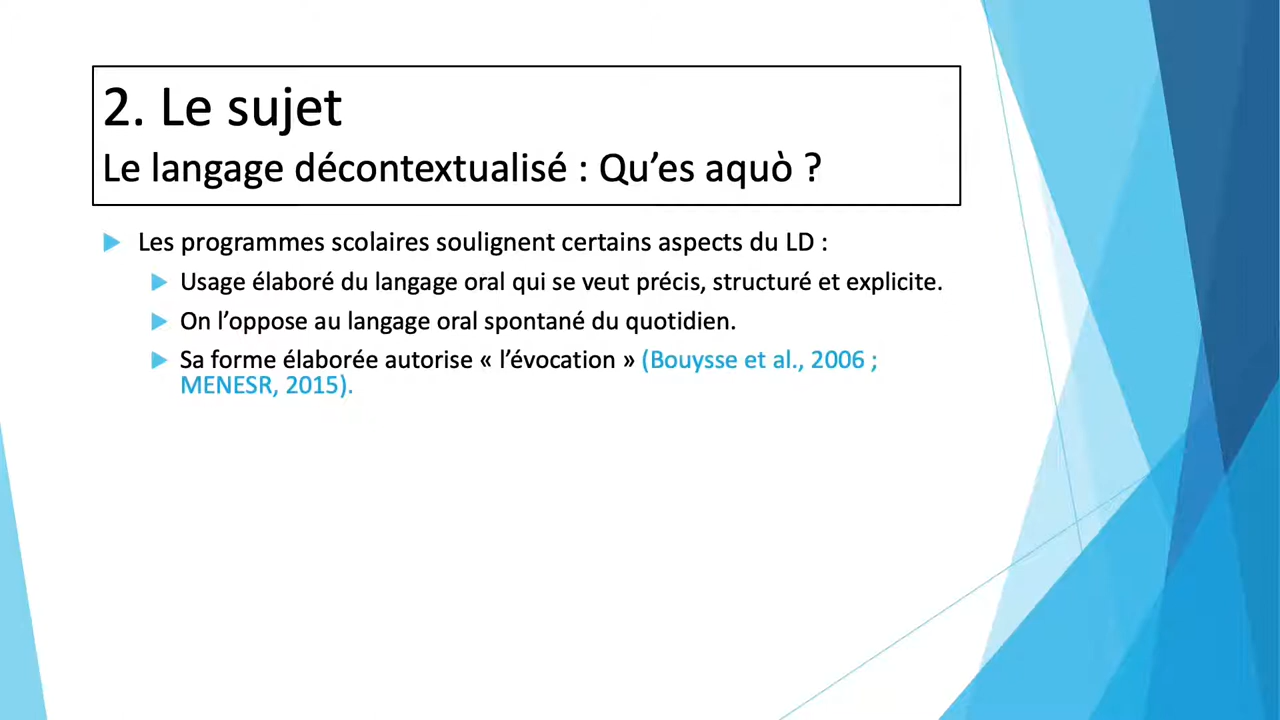 2. Le sujet
Le langage décontextualisé : Qu’es aquò ?
Les programmes scolaires soulignent certains aspects du LD :
Usage élaboré du langage oral qui se veut précis, structuré et explicite.
On l’oppose au langage oral spontané du quotidien.
Sa forme élaborée autorise « l’évocation » (Bouysse et al., 2006 ;
MENESR, 2015).